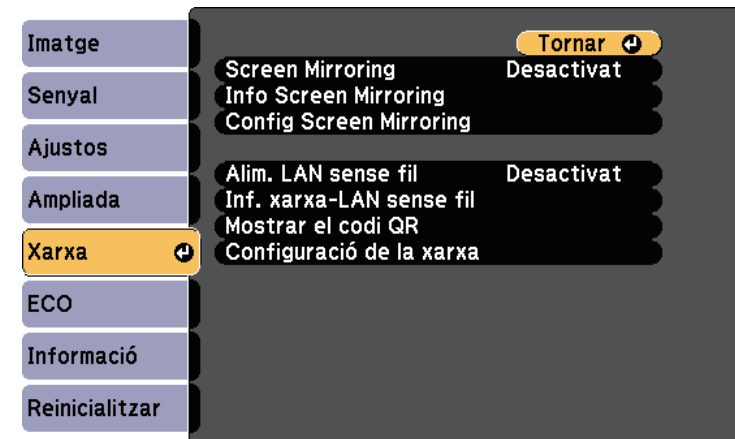 Imatge
Senyal
Ajustos
Ampliada
Xarxa
ECO
Informació
Reinicialitzar
Tornar
Screen Mirroring Desactivat
Info Screen Mirroring
Config Screen Mirroring
Alim. LAN sense fil Desactivat
Inf. xarxa-LAN sense fil
Mostrar el codi QR
Configuració de la xarxa